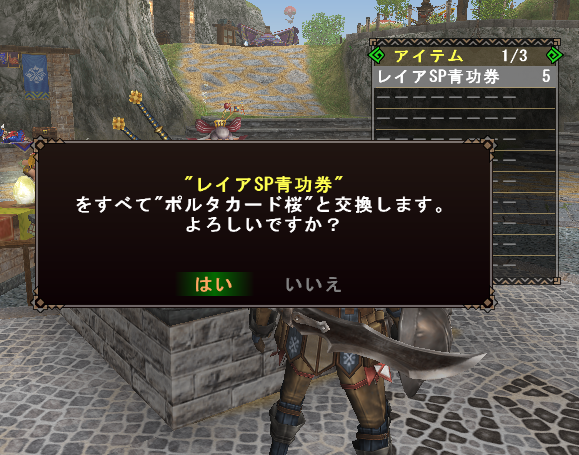 アイテム 1/3
レイアSP青功券 5
"レイアSP青功券"
をすべて"ポルタカード桜"と交換します。
よろしいですか？
はい いいえ